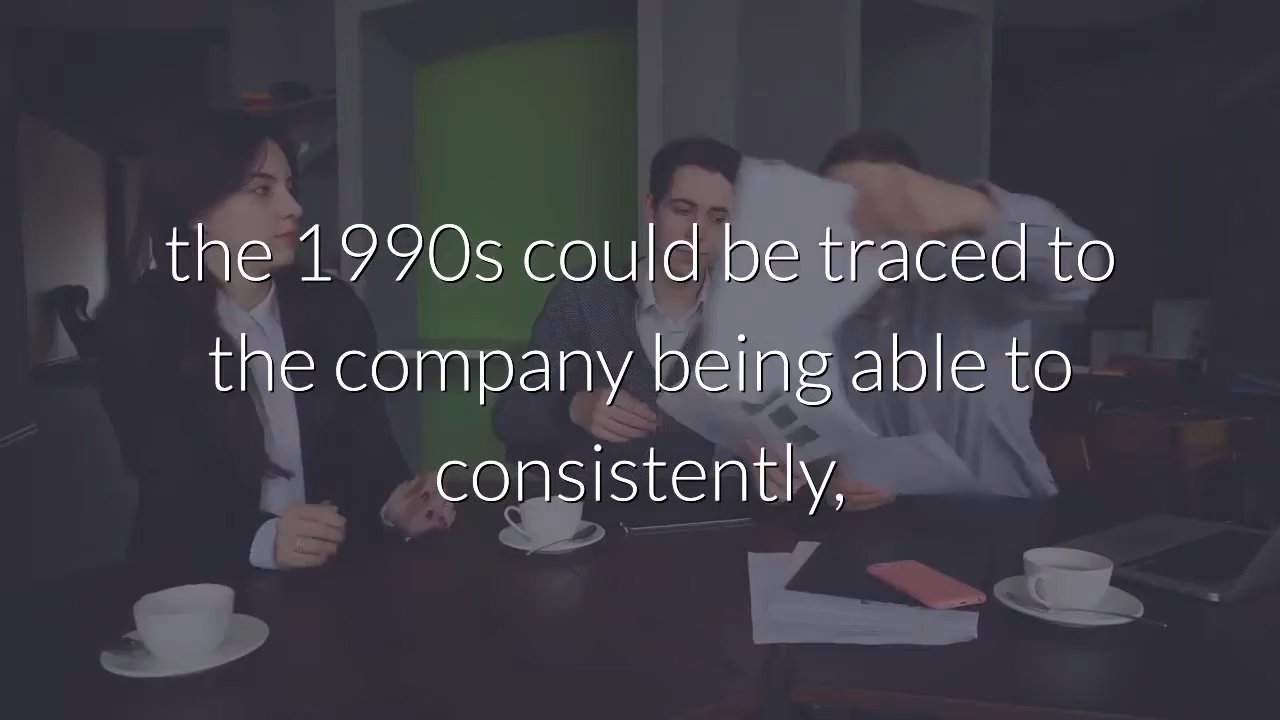 the 1990s could be traced to
the company being able to
consistently,